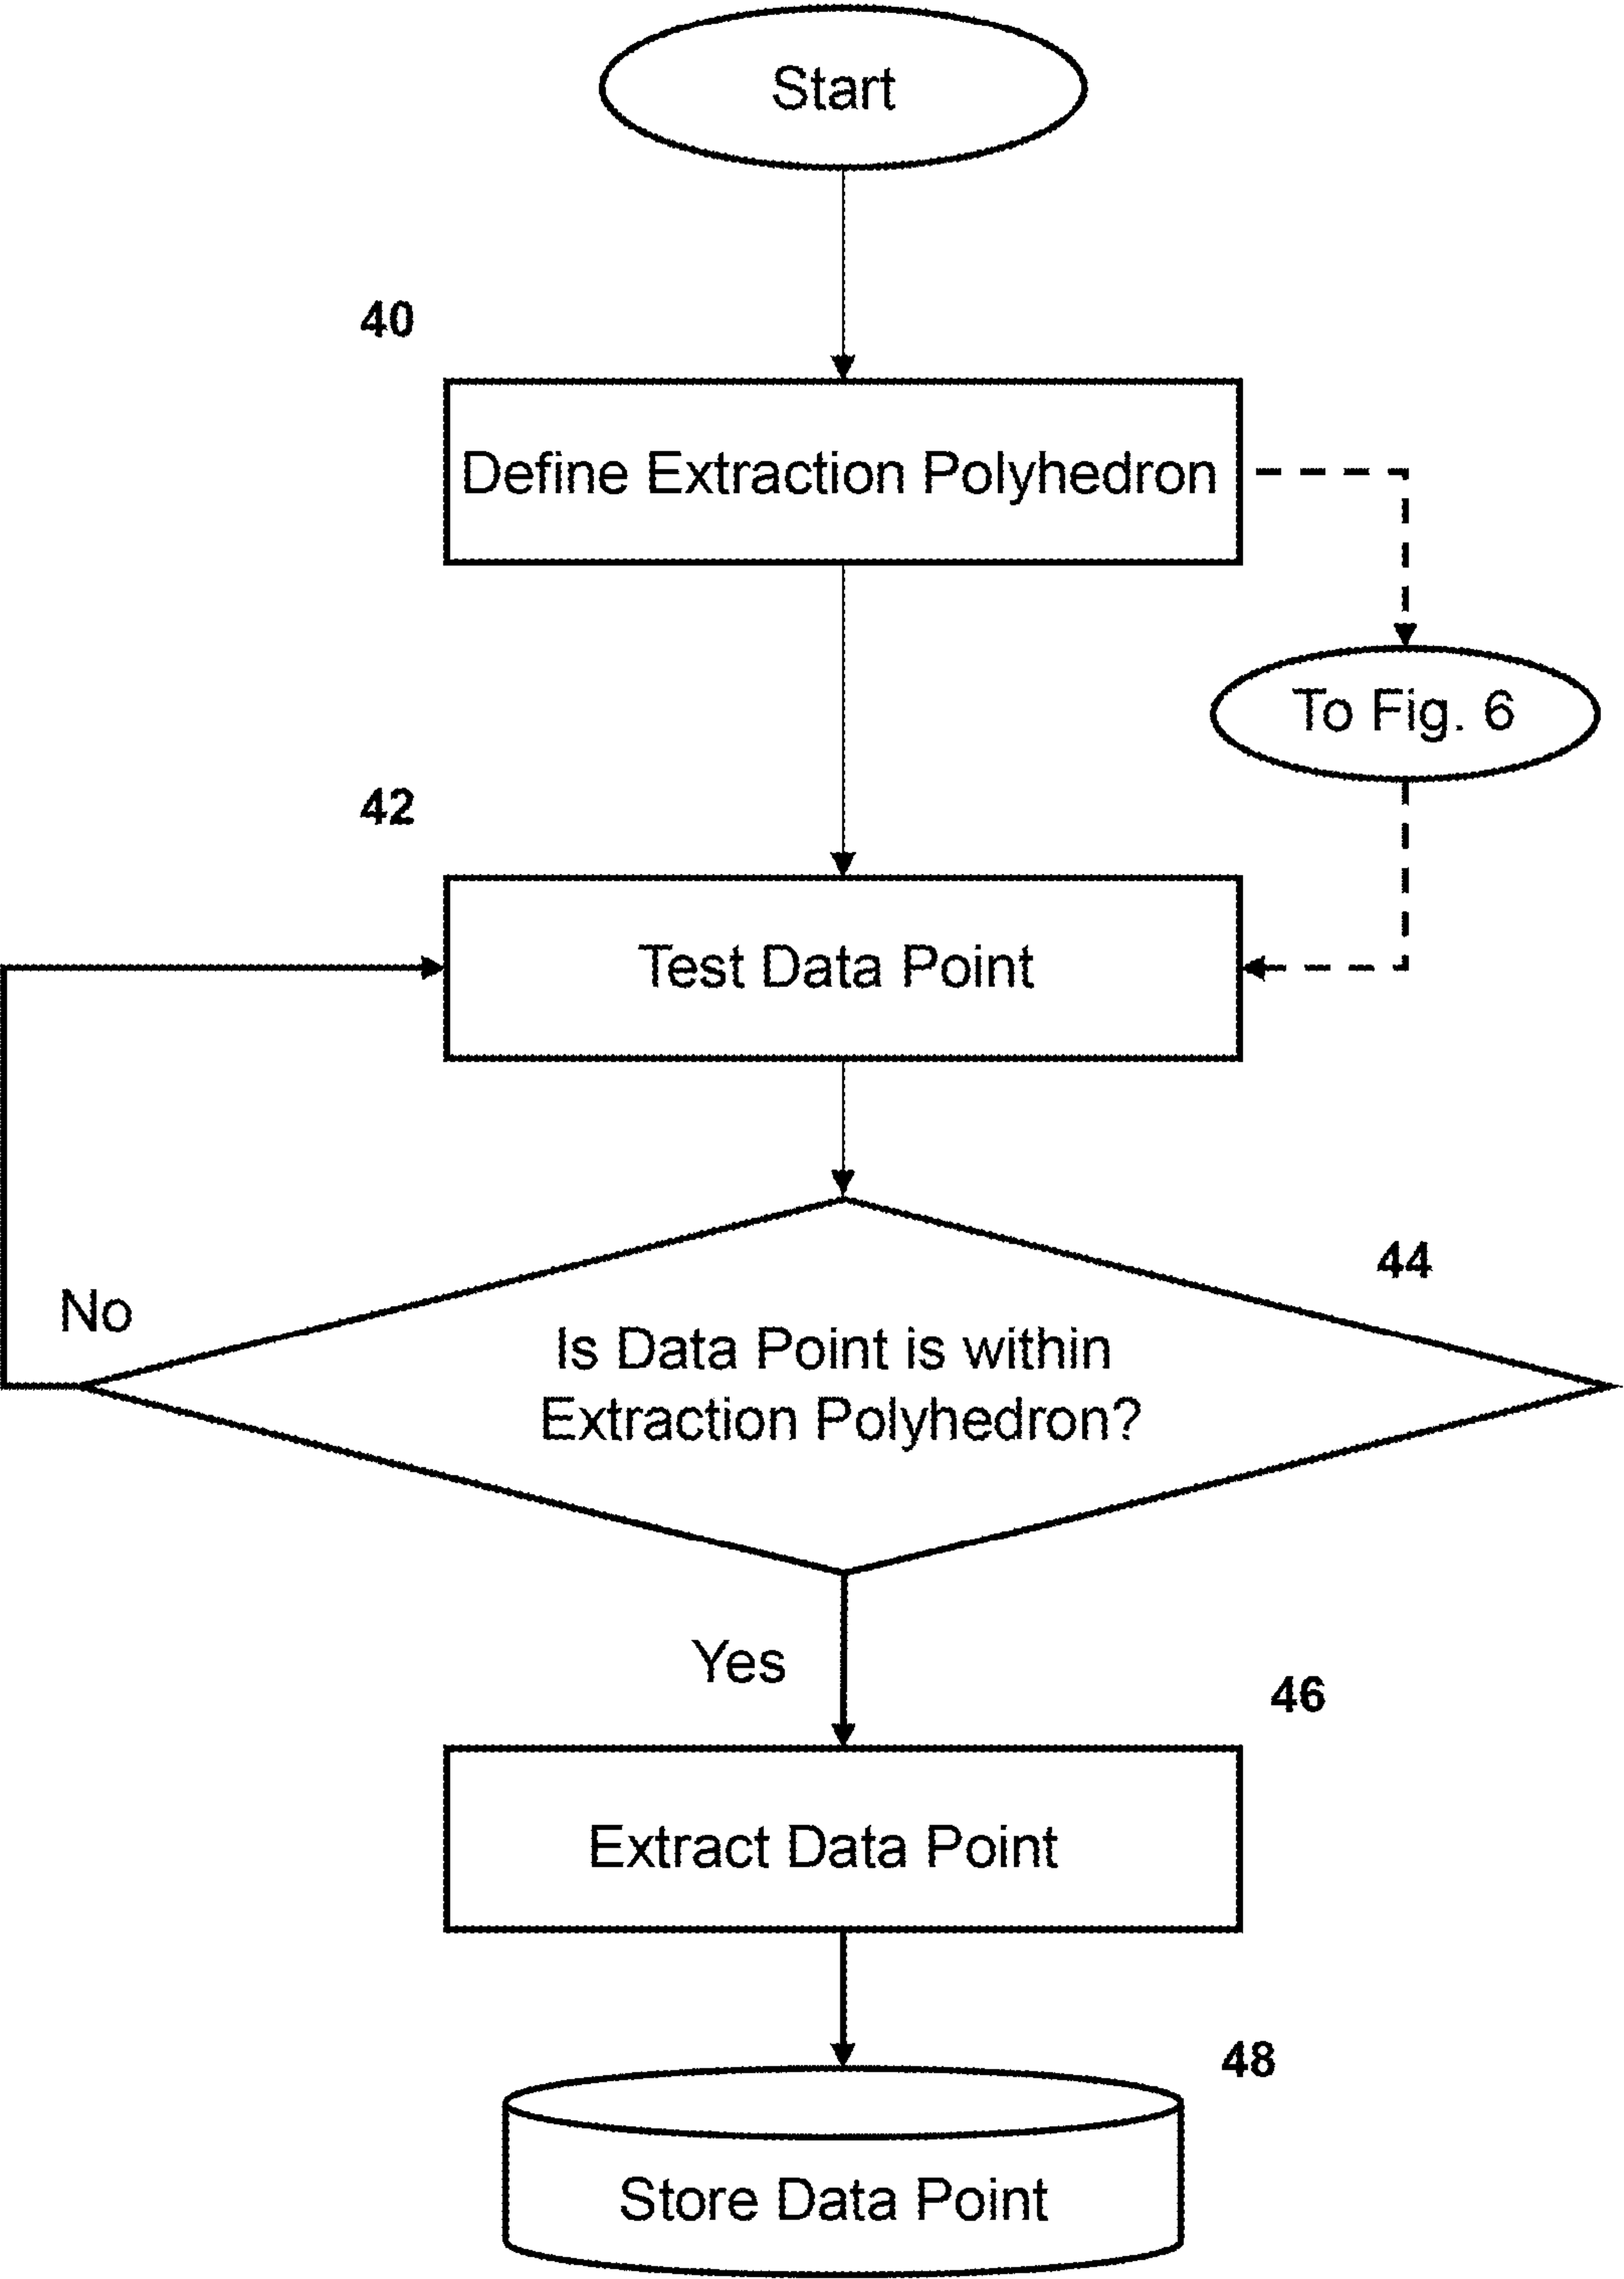 Start
40
Define Extraction Polyhedron
To Fig. 6
42
Test Data Point
44
No
Is Data Point is within
Extraction Polyhedron?
Yes
46
Extract Data Point
48
Store Data Point